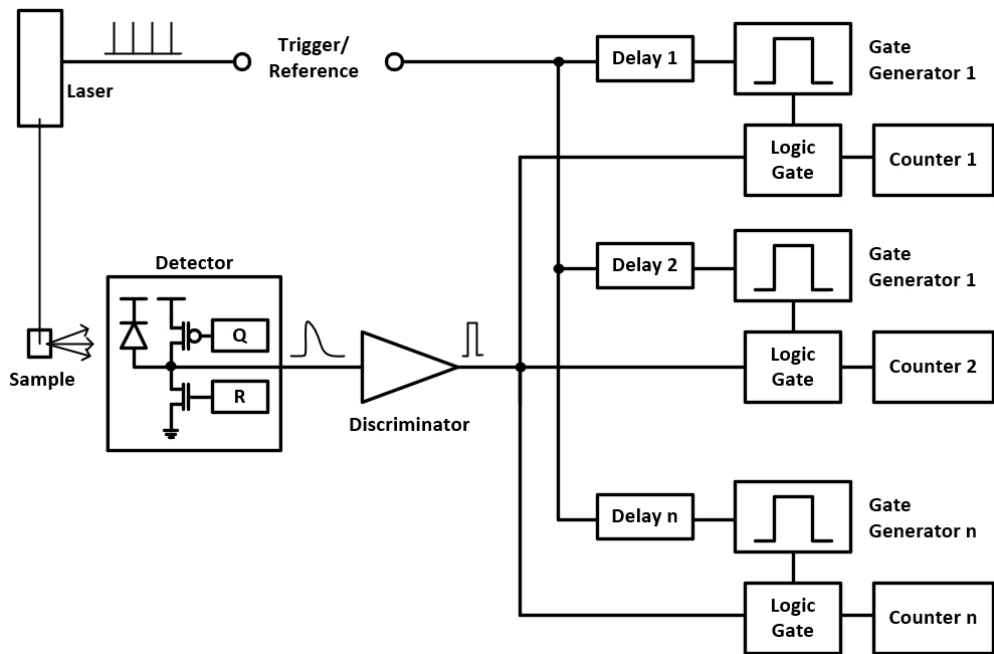 Laser
Trigger/
Reference
Delay 1
Gate
Generator 1
Logic
Gate
Counter 1
Detector
Q
R
Sample
Discriminator
Delay 2
Gate
Generator 1
Logic
Gate
Counter 2
Delay n
Gate
Generator n
Logic
Gate
Counter n